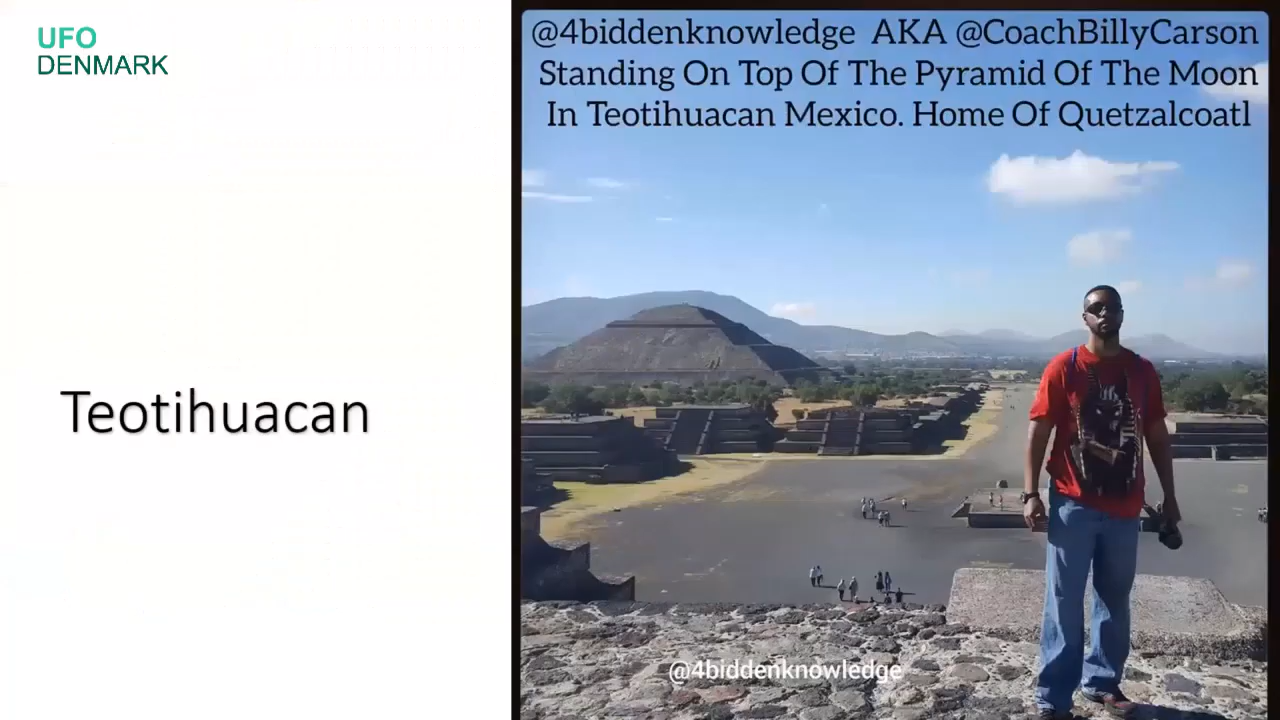 UFO
DENMARK
@4biddenknowledge AKA @CoachBillyCarson
Standing On Top Of The Pyramid Of The Moon
In Teotihuacan Mexico. Home Of Quetzalcoatl
Teotihuacan
@4biddenknowledge